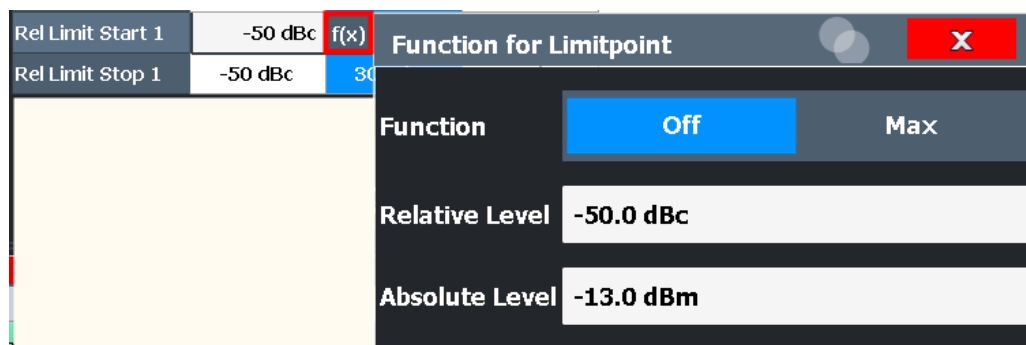 Rel Limit Start 1 -50 dBc f(x)
Rel Limit Stop 1 -50 dBc 30
Function for Limitpoint X
Function Off Max
Relative Level -50.0 dBc
Absolute Level -13.0 dBm